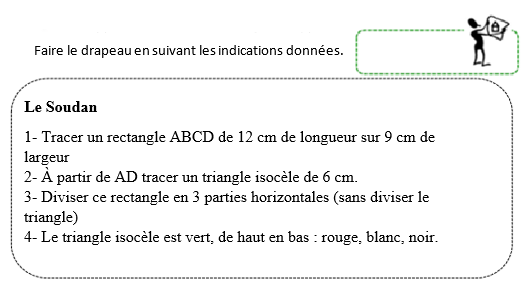 Faire le drapeau en suivant les indications données.
Le Soudan
1- Tracer un rectangle ABCD de 12 cm de longueur sur 9 cm de
largeur
2- À partir de AD tracer un triangle isocèle de 6 cm.
3- Diviser ce rectangle en 3 parties horizontales (sans diviser le
triangle)
4- Le triangle isocèle est vert, de haut en bas : rouge, blanc, noir.